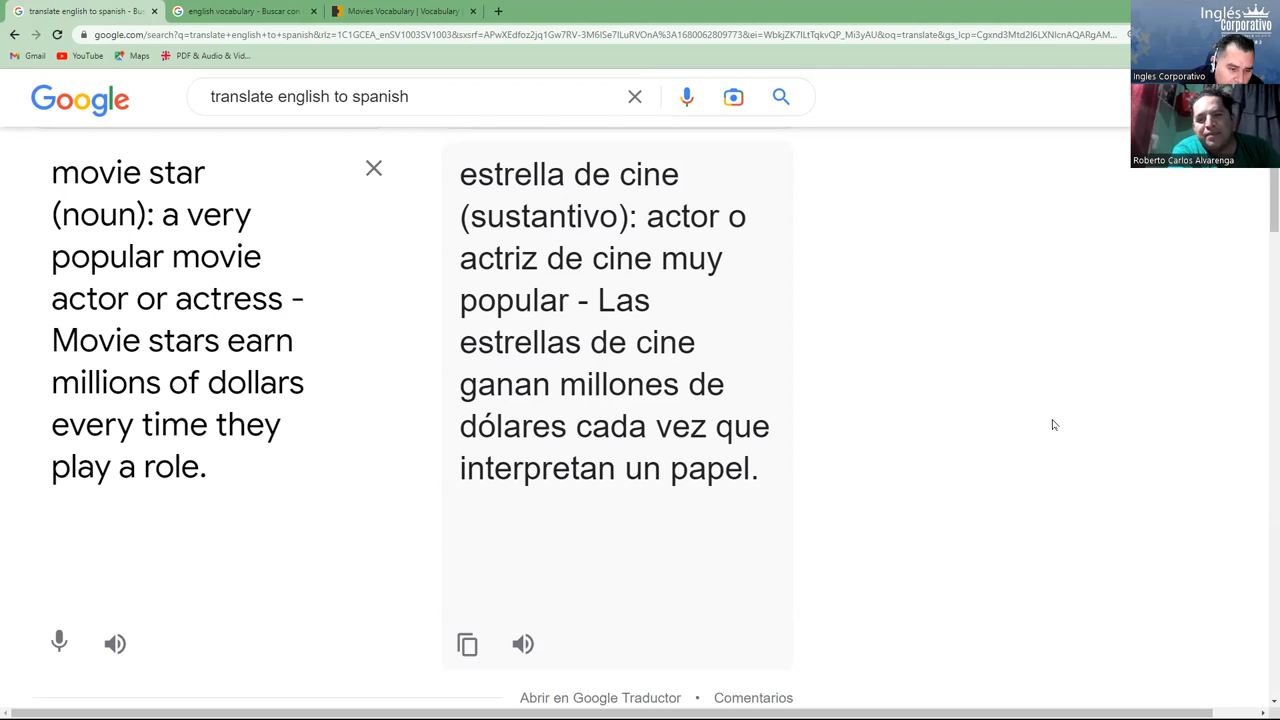 translate english to spanish - Bus
english vocabulary - Buscar con
Movies Vocabulary | Vocabulary
Gmail
YouTube
Maps
PDF & Audio & Vid...
Google
translate english to spanish
movie star
(noun): a very
popular movie
actor or actress -
Movie stars earn
millions of dollars
every time they
play a role.
estrella de cine
(sustantivo): actor o
actriz de cine muy
popular - Las
estrellas de cine
ganan millones de
dólares cada vez que
interpretan un papel.
Abrir en Google Traductor • Comentarios
Inglés
Corporativo
Ingles Corporativo
Roberto Carlos Alvarenga